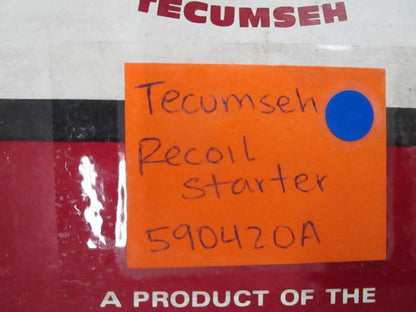 TECUMSEH
Tecumseh
Recoil
starter
590420A
A PRODUCT OF THE